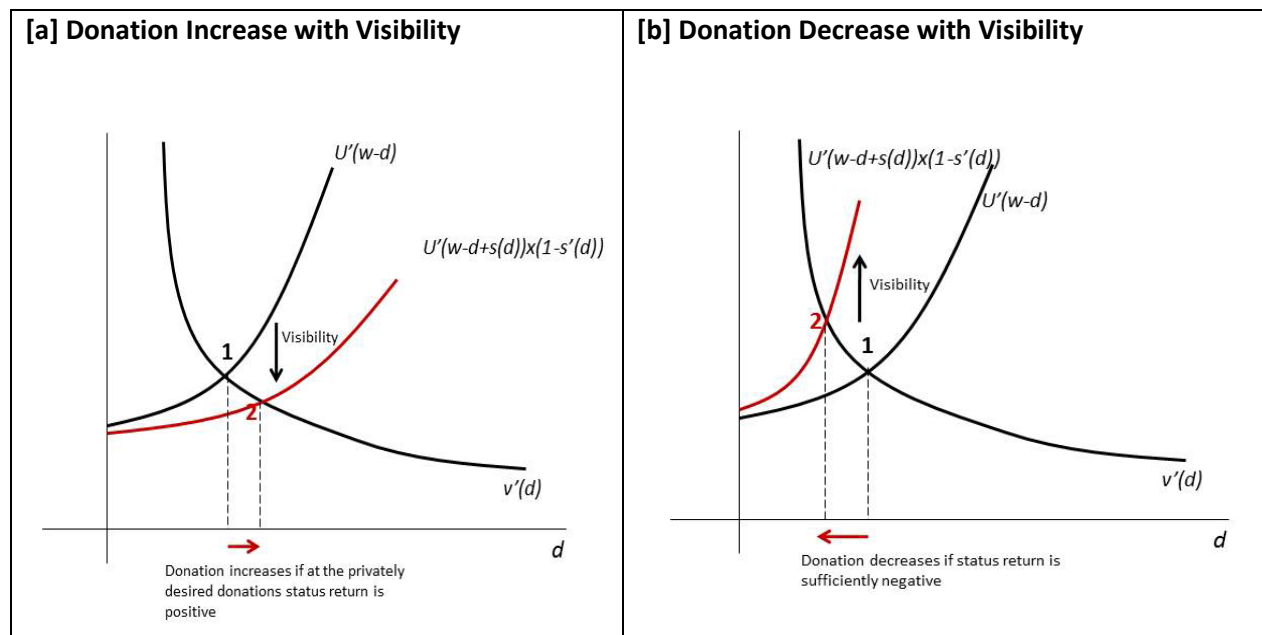 [a] Donation Increase with Visibility
U'(w-d)
U'(w-d+s(d))x(1-s'(d))
Visibility
1
2
v'(d)
d
Donation increases if at the privately
desired donations status return is
positive
[b] Donation Decrease with Visibility
U'(w-d+s(d))x(1-s'(d))
U'(w-d)
Visibility
2
1
v'(d)
d
Donation decreases if status return is
sufficiently negative